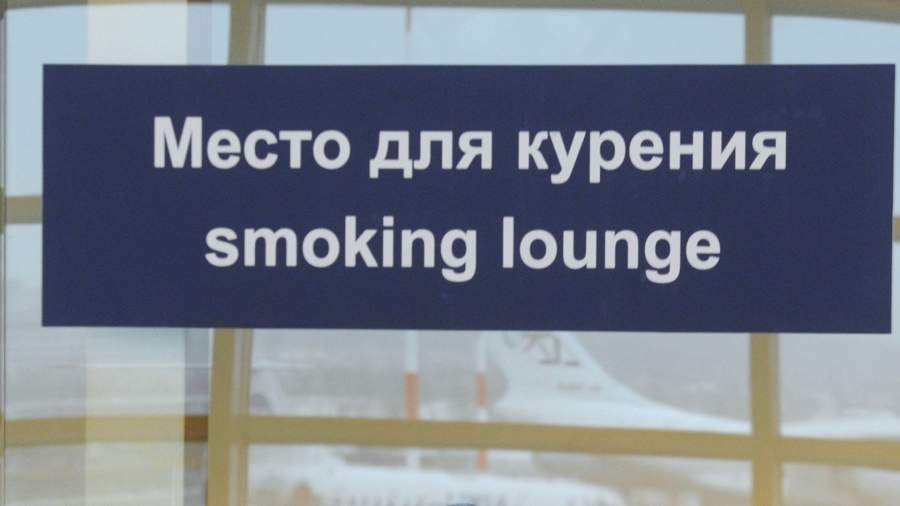 Место для курения
smoking lounge